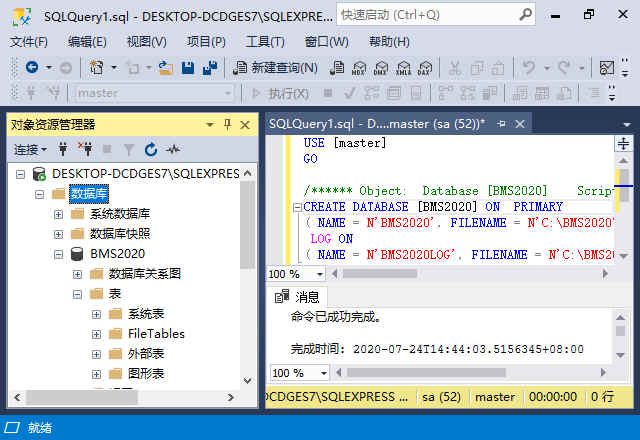 SQLQuery1.sql - DESKTOP-DCDGES7\SQLEXPRESS
快速启动 (Ctrl+Q)
文件(F) 编辑(E) 视图(V) 项目(P) 工具(T) 窗口(W) 帮助(H)
新建查询(N) MDX DMX XMLA DAX
master 执行(X)
对象资源管理器
连接
DESKTOP-DCDGES7\SQLEXPRESS
数据库
系统数据库
数据库快照
BMS2020
数据库关系图
表
系统表
FileTables
外部表
图形表
SQLQuery1.sql - D....master (sa (52))*
USE [master]
GO
/****** Object: Database [BMS2020] Scrip
CREATE DATABASE [BMS2020] ON PRIMARY
( NAME = N'BMS2020', FILENAME = N'C:\BMS202
LOG ON
( NAME = N'BMS2020LOG', FILENAME = N'C:\BMS
100 %
消息
命令已成功完成。
完成时间: 2020-07-24T14:44:03.5156345+08:00
100 %
DCDGES7\SQLEXPRESS ... sa (52) master 00:00:00 0 行
就绪